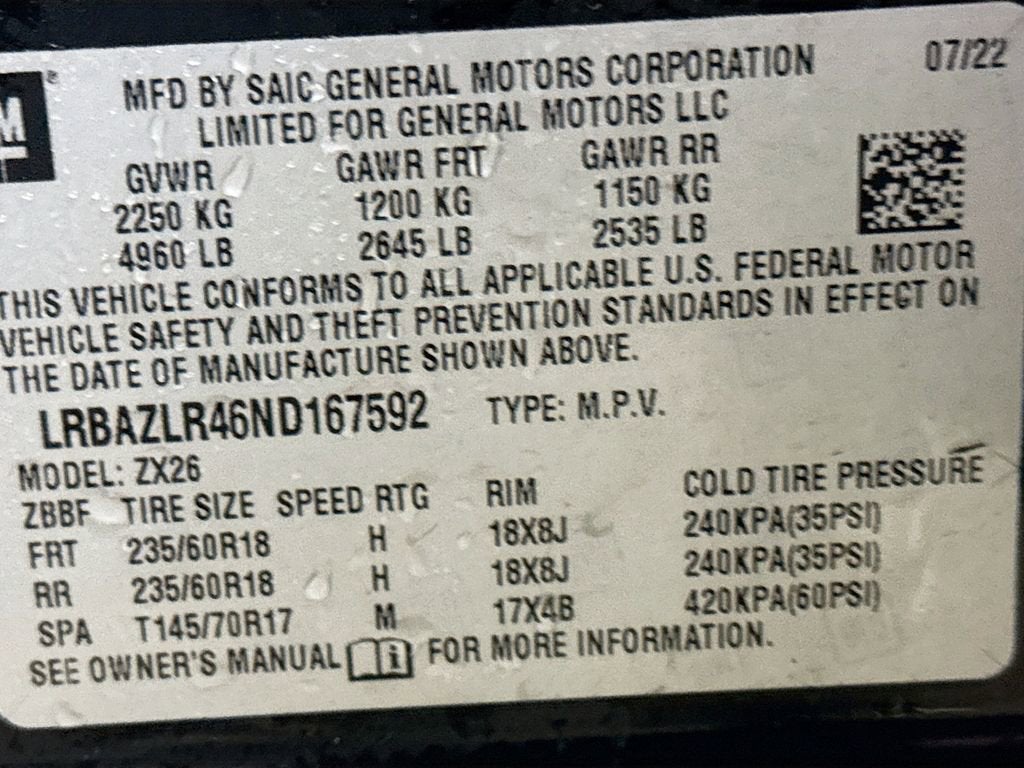 M®
07/22
MFD BY SAIC GENERAL MOTORS CORPORATION
LIMITED FOR GENERAL MOTORS LLC
GVWR GAWR FRT GAWR RR
2250 KG 1200 KG 1150 KG
4960 LB 2645 LB 2535 LB
THIS VEHICLE CONFORMS TO ALL APPLICABLE U.S. FEDERAL MOTOR
VEHICLE SAFETY AND THEFT PREVENTION STANDARDS IN EFFECT ON
THE DATE OF MANUFACTURE SHOWN ABOVE.
LRBAZLR46ND167592 TYPE: M.P.V.
MODEL: ZX26
ZBBF TIRE SIZE SPEED RTG RIM COLD TIRE PRESSURE
FRT 235/60R18 H 18X8J 240KPA(35PSI)
RR 235/60R18 H 18X8J 240KPA(35PSI)
SPA T145/70R17 M 17X4B 420KPA(60PSI)
SEE OWNER'S MANUAL i FOR MORE INFORMATION.